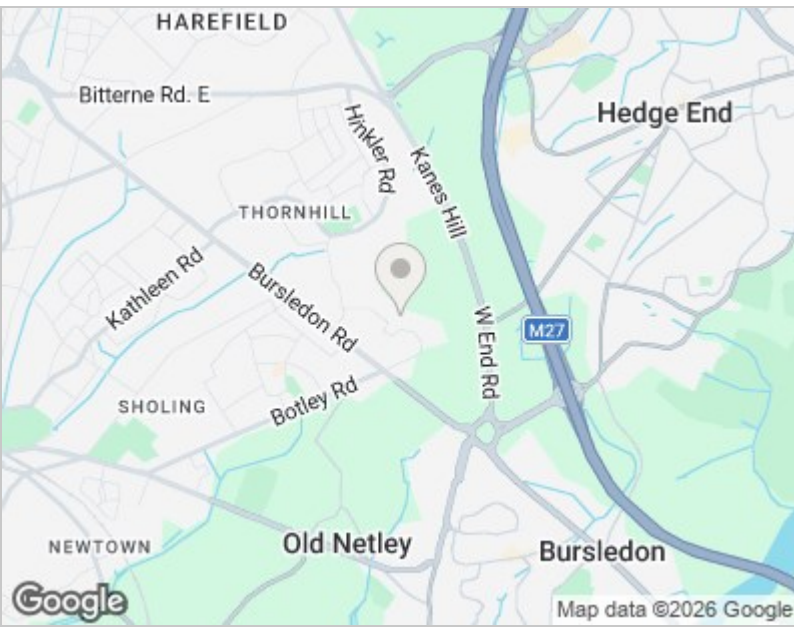 HAREFIELD
Bitterne Rd. E
Hinkler Rd
Hedge End
Kanes Hill
THORNHILL
Kathleen Rd
Bursledon Rd
W End Rd
M27
SHOLING
Botley Rd
NEWTOWN
Old Netley
Bursledon
Google
Map data ©2026 Google